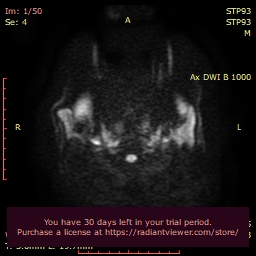 Im: 1/50
Se: 4
A
STP93
STP93
M
Ax DWI B 1000
R
L
You have 30 days left in your trial period.
Purchase a license at https://radiantviewer.com/store/